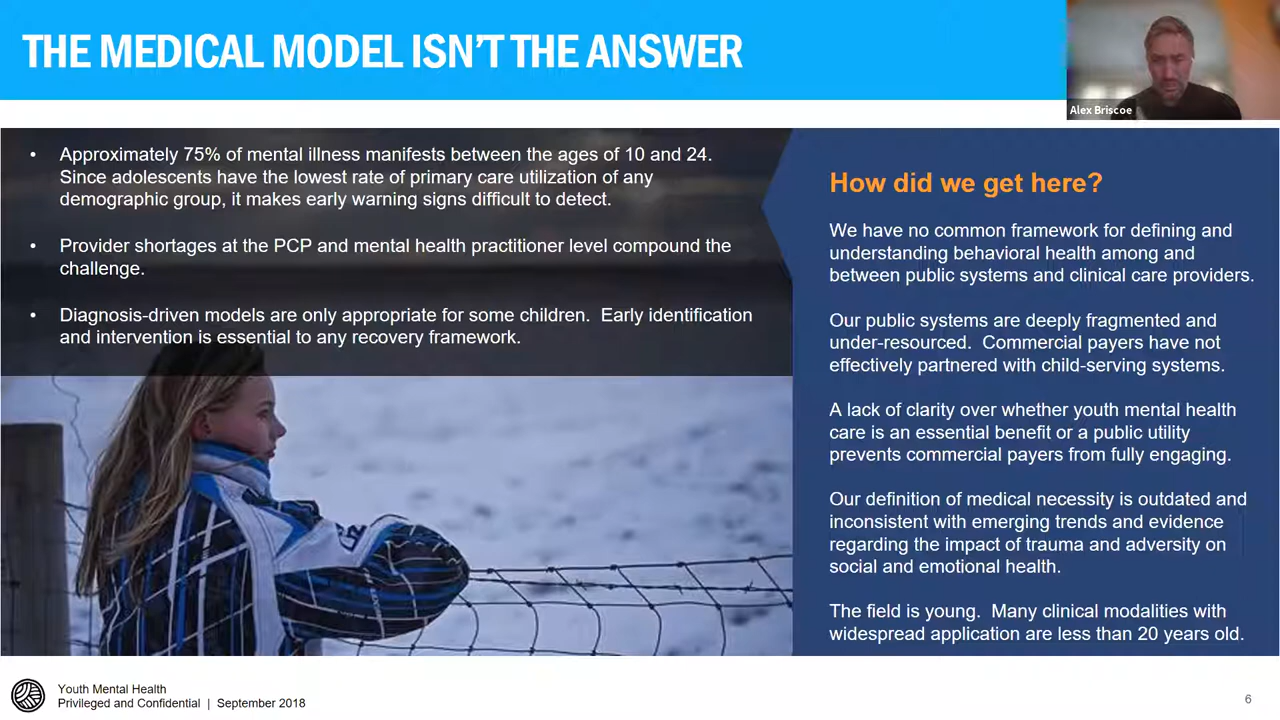 THE MEDICAL MODEL ISN'T THE ANSWER
Alex Briscoe
• Approximately 75% of mental illness manifests between the ages of 10 and 24.
Since adolescents have the lowest rate of primary care utilization of any
demographic group, it makes early warning signs difficult to detect.
• Provider shortages at the PCP and mental health practitioner level compound the
challenge.
• Diagnosis-driven models are only appropriate for some children. Early identification
and intervention is essential to any recovery framework.
How did we get here?
We have no common framework for defining and
understanding behavioral health among and
between public systems and clinical care providers.
Our public systems are deeply fragmented and
under-resourced. Commercial payers have not
effectively partnered with child-serving systems.
A lack of clarity over whether youth mental health
care is an essential benefit or a public utility
prevents commercial payers from fully engaging.
Our definition of medical necessity is outdated and
inconsistent with emerging trends and evidence
regarding the impact of trauma and adversity on
social and emotional health.
The field is young. Many clinical modalities with
widespread application are less than 20 years old.
Youth Mental Health
Privileged and Confidential | September 2018
6